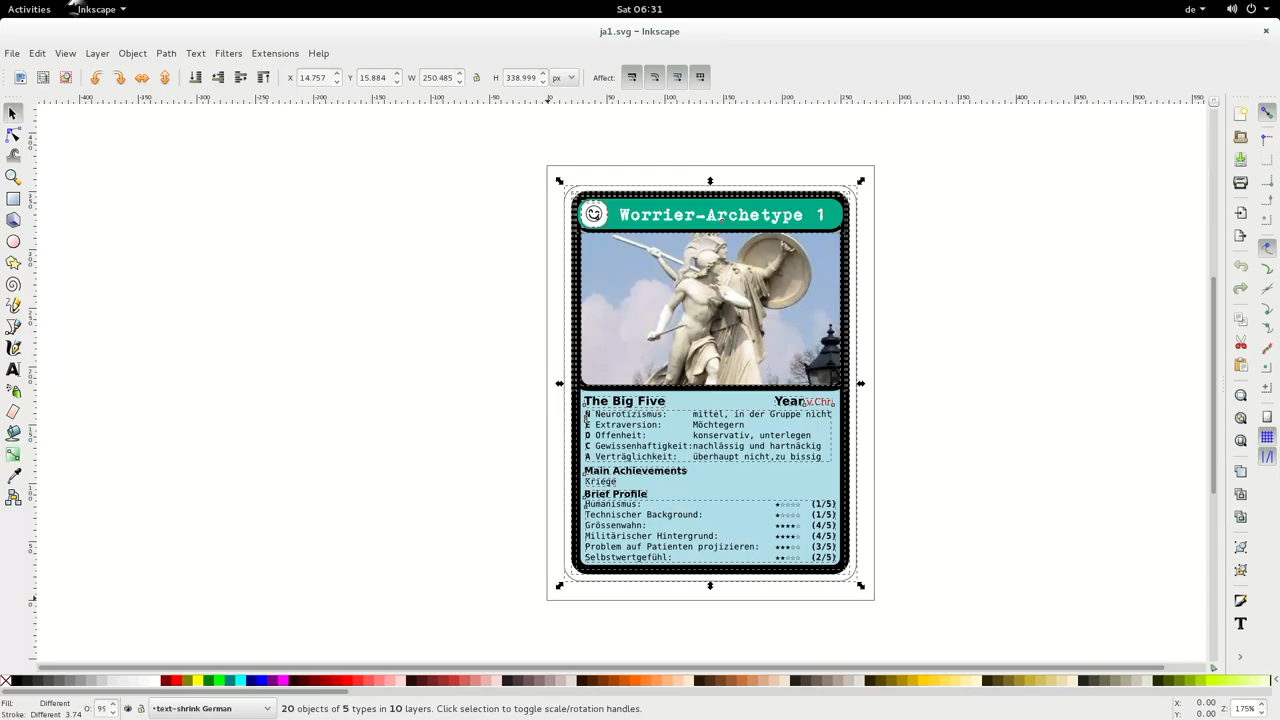 Activities Inkscape Sat 06:31 de
ja1.svg - Inkscape
File Edit View Layer Object Path Text Filters Extensions Help
X 14.757 Y 15.884 W 250.485 H 338.999 px Affect:
Worrier-Archetype 1
The Big Five Year V.Chr.
N Neurotizismus: mittel, in der Gruppe nicht
E Extraversion: Möchtegern
O Offenheit: konservativ, unterlegen
C Gewissenhaftigkeit: nachlässig und hartnäckig
A Verträglichkeit: überhaupt nicht,zu bissig
Main Achievements
Kriege
Brief Profile
Humanismus: ★☆☆☆☆ (1/5)
Technischer Background: ★☆☆☆☆ (1/5)
Grössenwahn: ★★★★☆ (4/5)
Militärischer Hintergrund: ★★★★☆ (4/5)
Problem auf Patienten projizieren: ★★★☆☆ (3/5)
Selbstwertgefühl: ★★☆☆☆ (2/5)
Fill: Different
Stroke: Different 3.74
O: 95
*text-shrink German
20 objects of 5 types in 10 layers. Click selection to toggle scale/rotation handles.
X: 0.00
Y: 0.00
Z: 175%